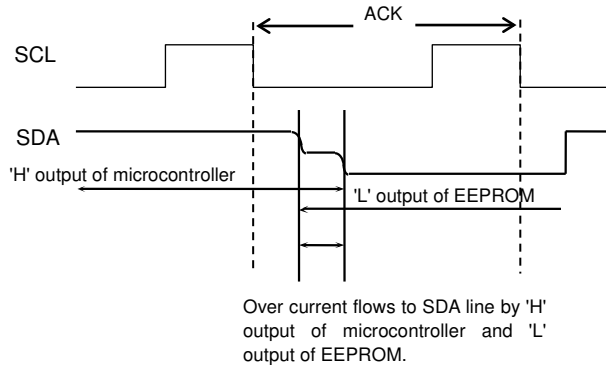 ACK
SCL
SDA
'H' output of microcontroller
'L' output of EEPROM
Over current flows to SDA line by 'H'
output of microcontroller and 'L'
output of EEPROM.